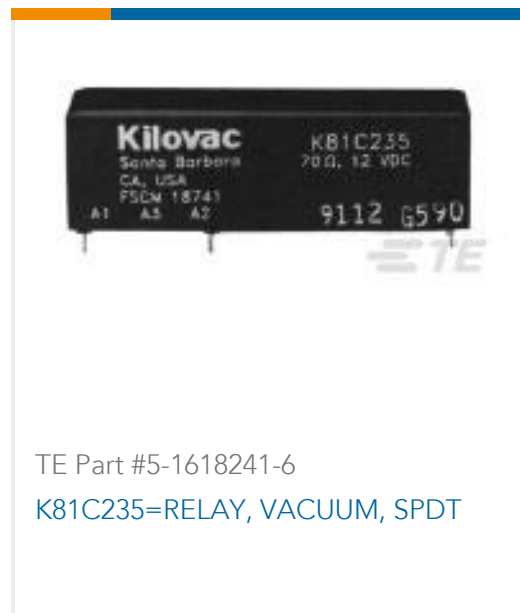 Kilovac
Santa Barbara
CA, USA
FSCM 18741
A1 A3 A2
K81C235
70Ω, 12 VDC
9112 G590
TE
TE Part #5-1618241-6
K81C235=RELAY, VACUUM, SPDT